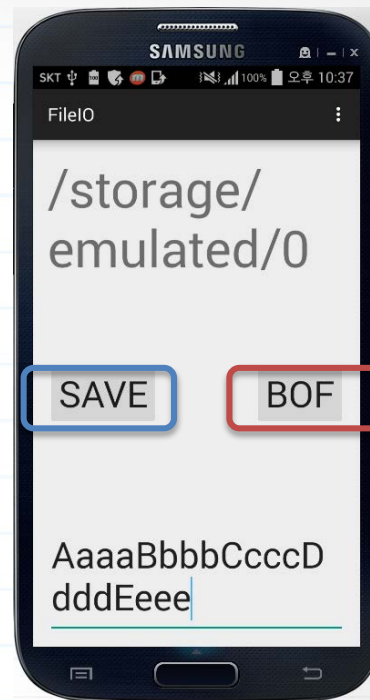 SAMSUNG
SKT 100% 오후 10:37
FileIO
/storage/
emulated/0
SAVE BOF
AaaaBbbbCcccD
dddEeee